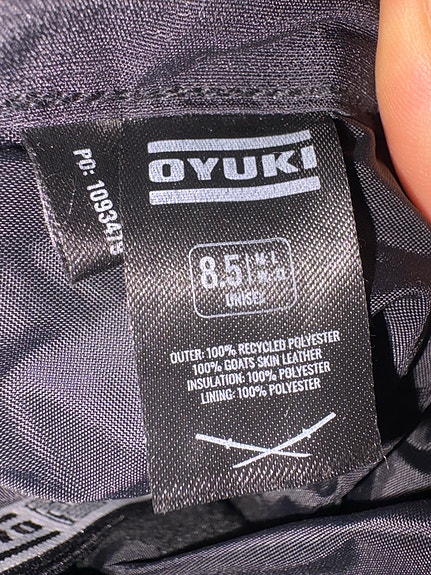 OYUKI
PO: 1093475
8.5
UNISEX
OUTER: 100% RECYCLED POLYESTER
100% GOATS SKIN LEATHER
INSULATION: 100% POLYESTER
LINING: 100% POLYESTER